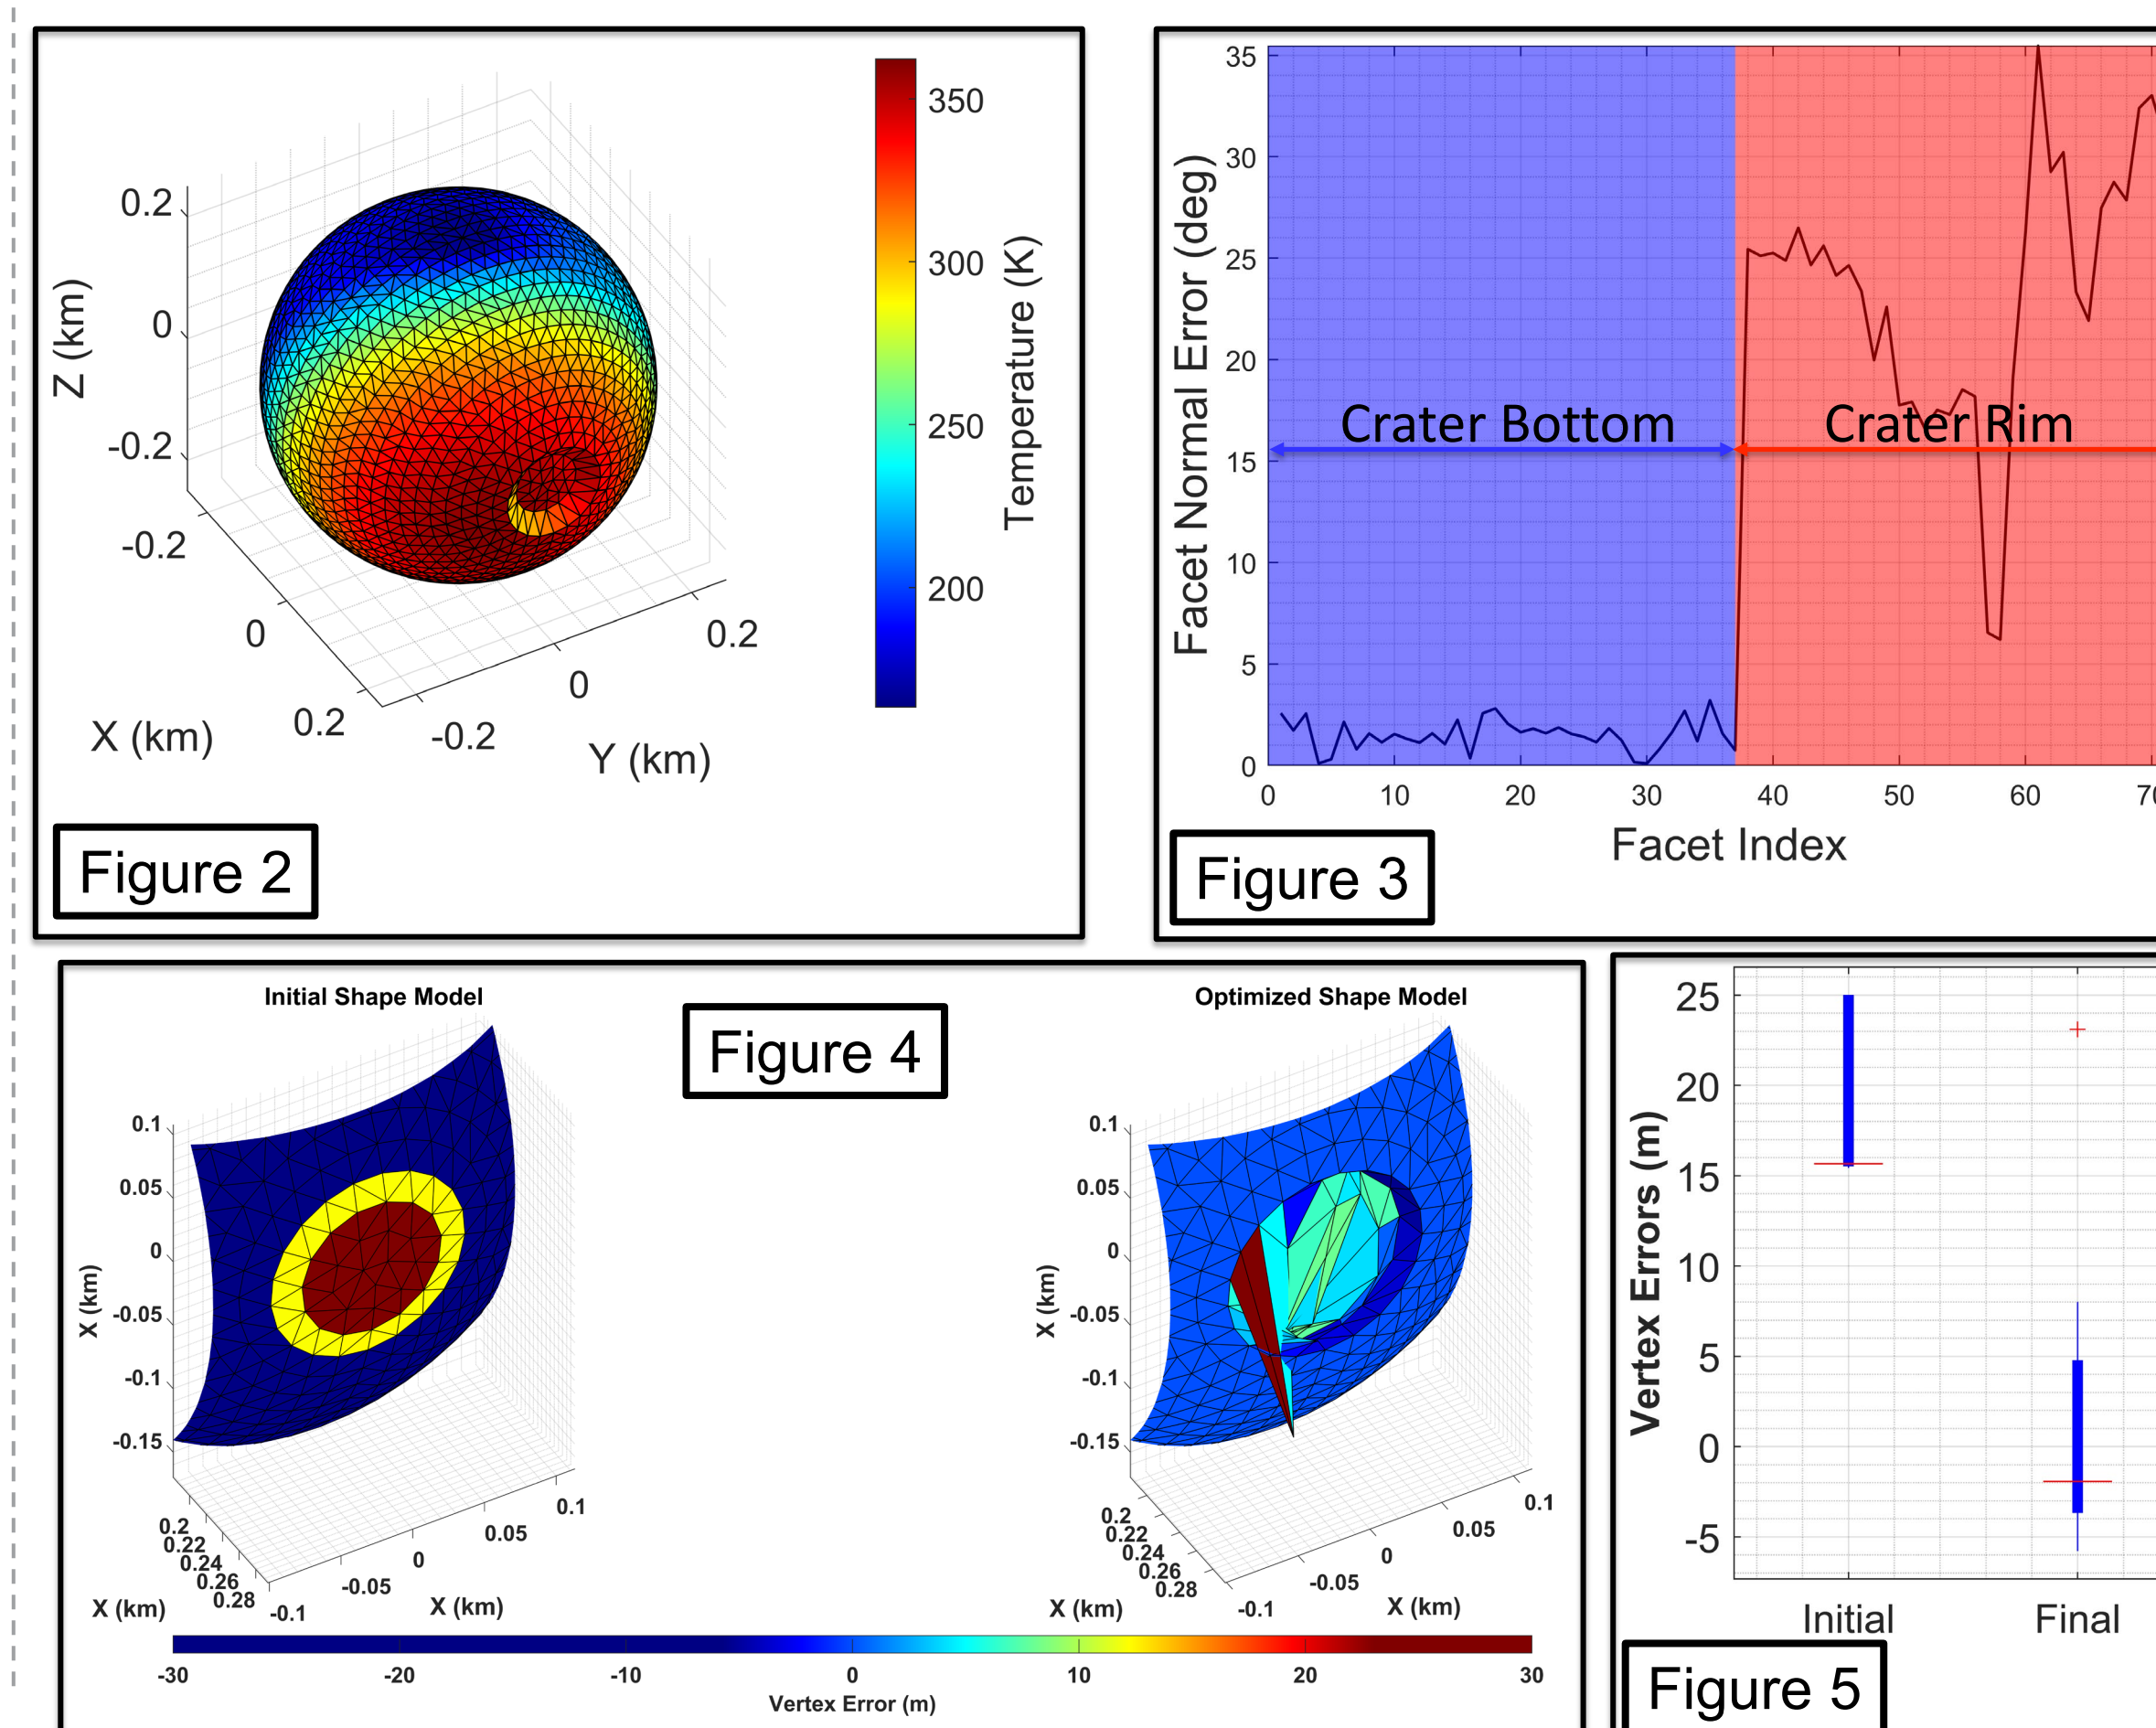 0.2
0
-0.2
Z (km)
-0.2
0
0.2
X (km)
-0.2
0
0.2
Y (km)
350
300
250
200
Temperature (K)
Figure 2
35
30
25
20
15
10
5
0
Facet Normal Error (deg)
Crater Bottom
Crater Rim
0 10 20 30 40 50 60
Facet Index
Figure 3
Initial Shape Model
0.1
0.05
0
-0.05
-0.1
-0.15
X (km)
0.2
0.22
0.24
0.26
0.28
X (km)
-0.1
-0.05
0
0.05
0.1
X (km)
Figure 4
Optimized Shape Model
0.1
0.05
0
-0.05
-0.1
-0.15
X (km)
0.2
0.22
0.24
0.26
0.28
X (km)
-0.1
-0.05
0
0.05
0.1
X (km)
-30 -20 -10 0 10 20 30
Vertex Error (m)
25
20
15
10
5
0
-5
Vertex Errors (m)
Initial Final
Figure 5